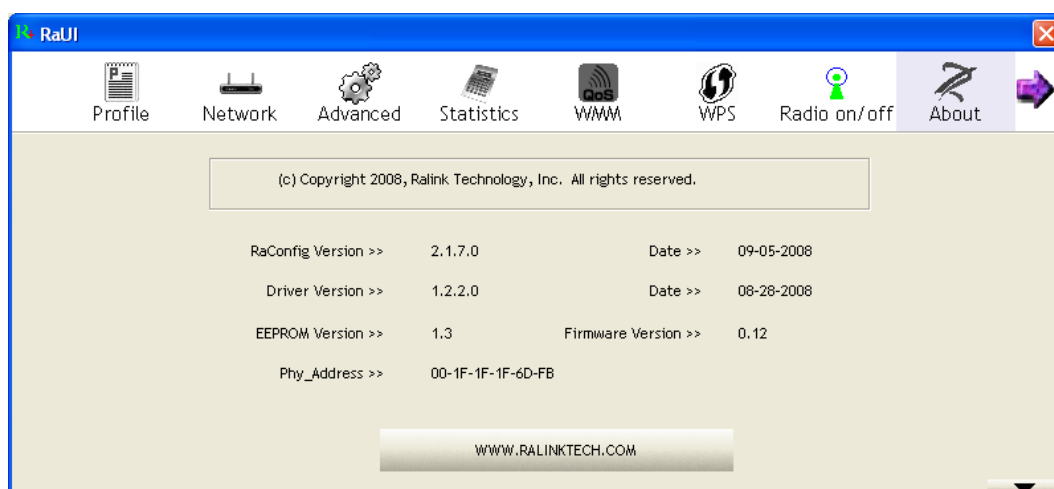 RaUI
P
QoS
Profile Network Advanced Statistics WMM WPS Radio on/off About
(c) Copyright 2008, Ralink Technology, Inc. All rights reserved.
RaConfig Version >> 2.1.7.0 Date >> 09-05-2008
Driver Version >> 1.2.2.0 Date >> 08-28-2008
EEPROM Version >> 1.3 Firmware Version >> 0.12
Phy_Address >> 00-1F-1F-1F-6D-FB
WWW.RALINKTECH.COM